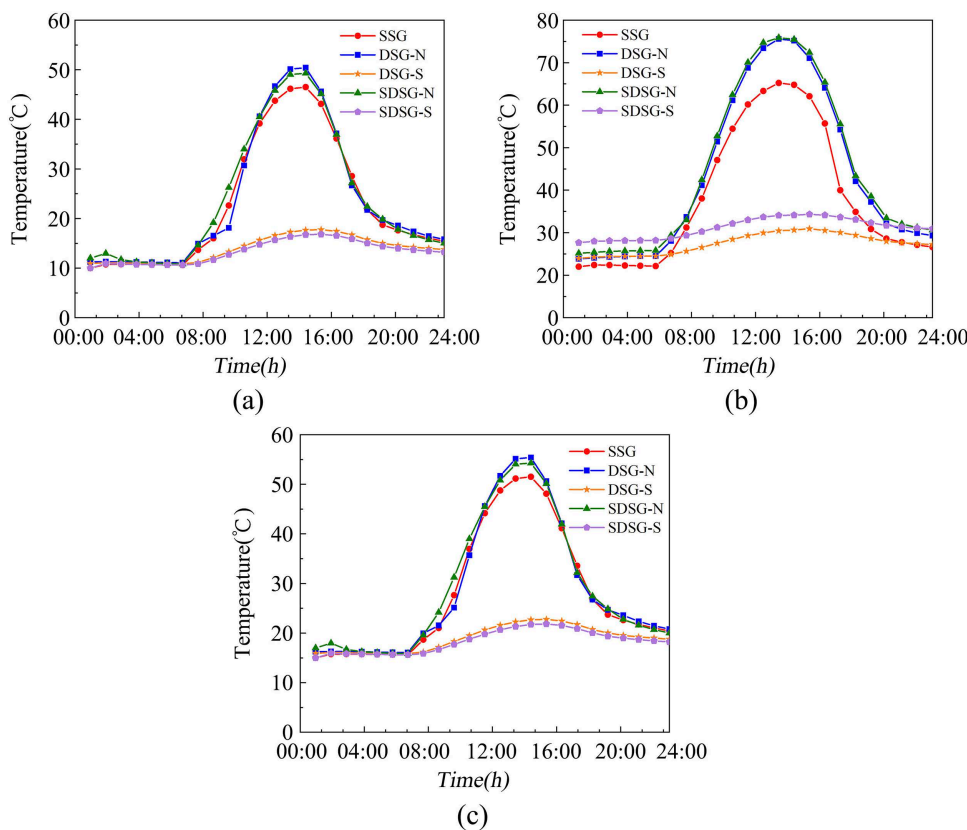 60
50
40
30
20
10
0
Temperature(℃)
SSG
DSG-N
DSG-S
SDSG-N
SDSG-S
00:00 04:00 08:00 12:00 16:00 20:00 24:00
Time(h)
(a)
80
70
60
50
40
30
20
10
Temperature(℃)
SSG
DSG-N
DSG-S
SDSG-N
SDSG-S
00:00 04:00 08:00 12:00 16:00 20:00 24:00
Time(h)
(b)
60
50
40
30
20
10
0
Temperature(℃)
SSG
DSG-N
DSG-S
SDSG-N
SDSG-S
00:00 04:00 08:00 12:00 16:00 20:00 24:00
Time(h)
(c)